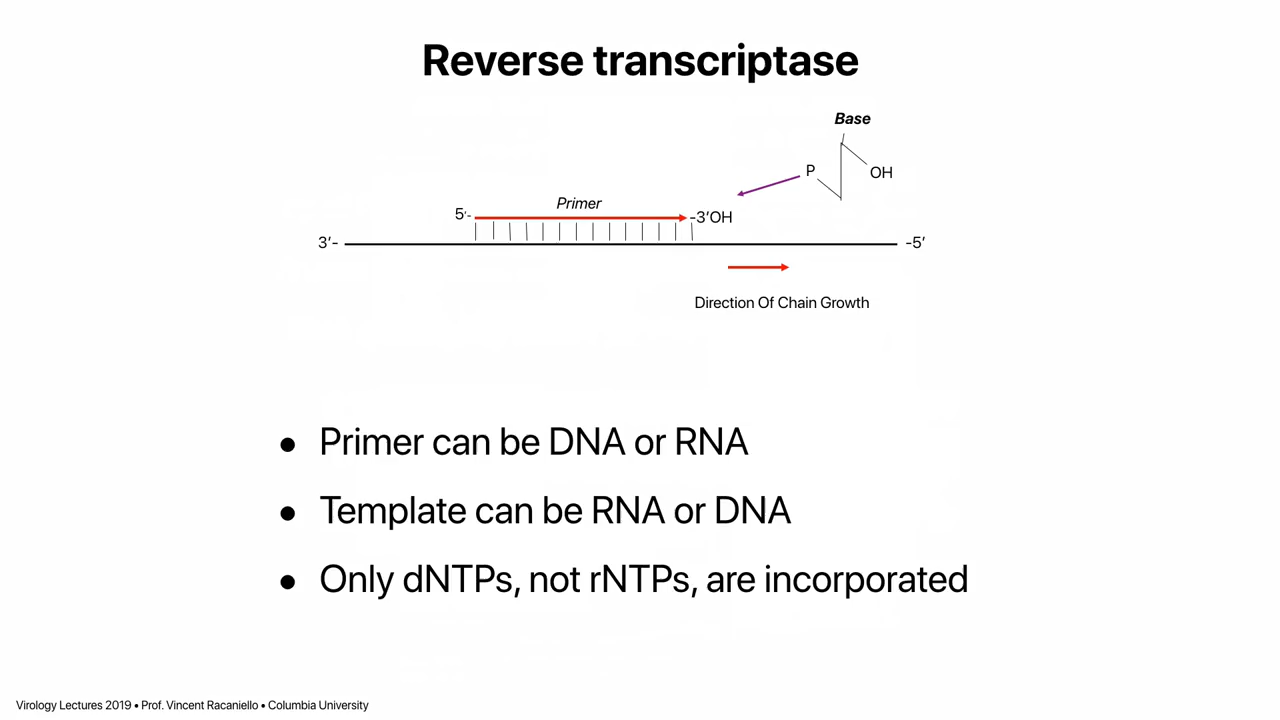 Reverse transcriptase
Base
P
OH
Primer
5'-
-3’OH
3’-
-5’
Direction Of Chain Growth
• Primer can be DNA or RNA
• Template can be RNA or DNA
• Only dNTPs, not rNTPs, are incorporated
Virology Lectures 2019 • Prof. Vincent Racaniello • Columbia University